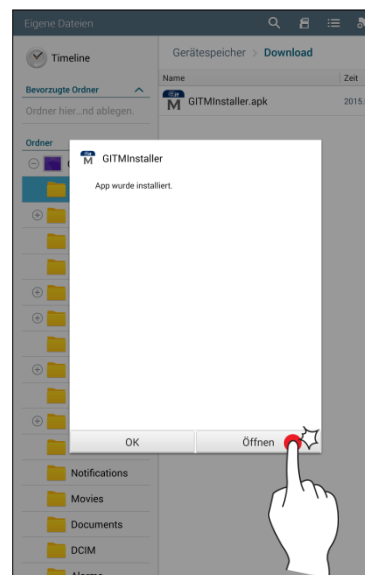 Eigene Dateien
Timeline
Gerätespeicher > Download
Name
Zeit
Bevorzugte Ordner
GITMInstaller.apk
2015.
Ordner hier...nd ablegen.
Ordner
GITMInstaller
App wurde installiert.
OK
Öffnen
Notifications
Movies
Documents
DCIM